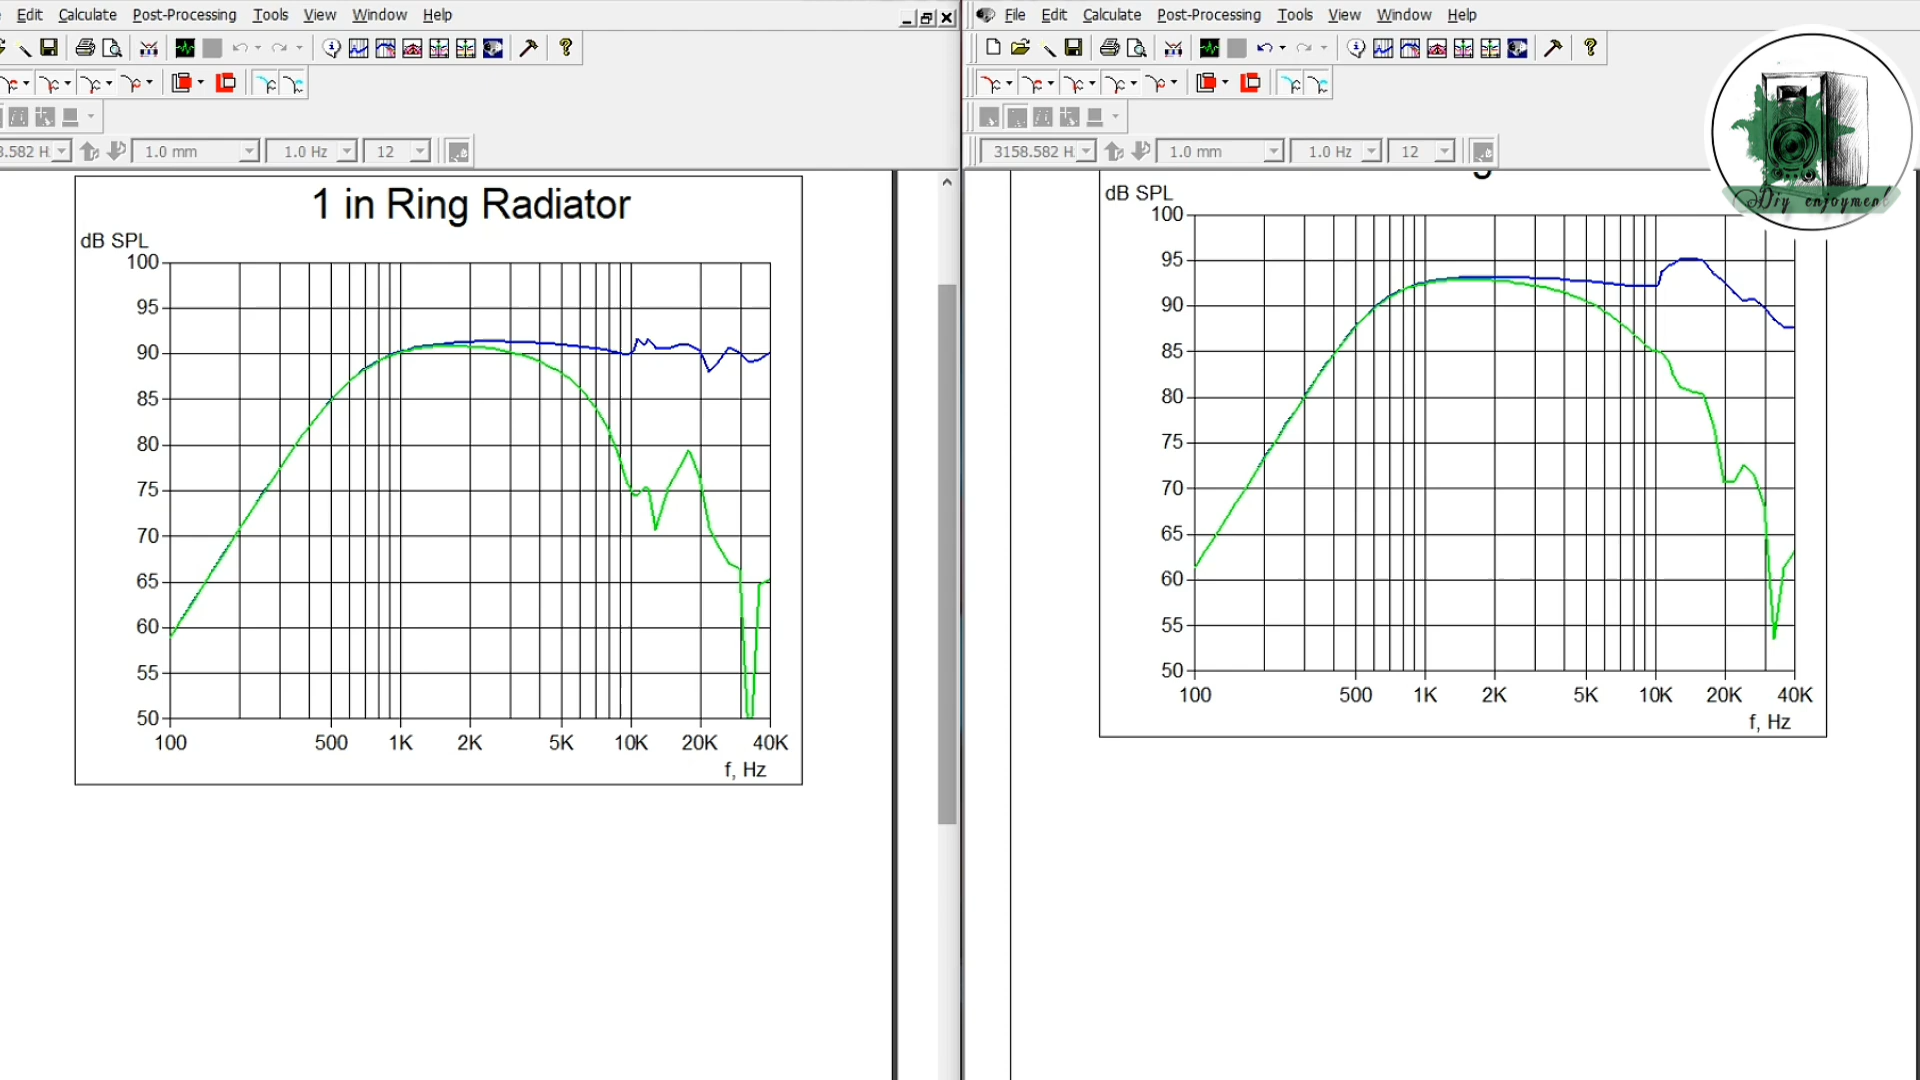 Edit Calculate Post-Processing Tools View Window Help
1.0 mm 1.0 Hz 12
1 in Ring Radiator
dB SPL
100
95
90
85
80
75
70
65
60
55
50
100 500 1K 2K 5K 10K 20K 40K
f, Hz
File Edit Calculate Post-Processing Tools View Window Help
3158.582 H 1.0 mm 1.0 Hz 12
dB SPL
100
95
90
85
80
75
70
65
60
55
50
100 500 1K 2K 5K 10K 20K 40K
f, Hz
Diy enjoyment